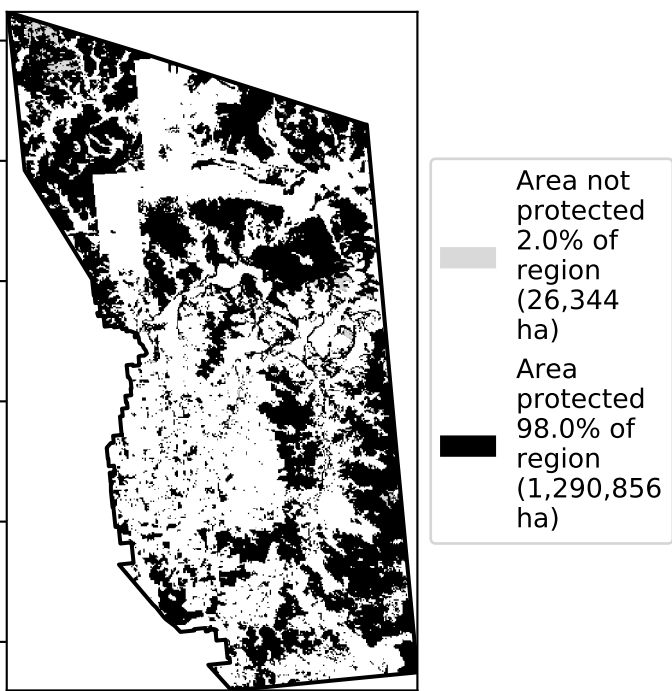 Area not
protected
2.0% of
region
(26,344
ha)
Area
protected
98.0% of
region
(1,290,856
ha)